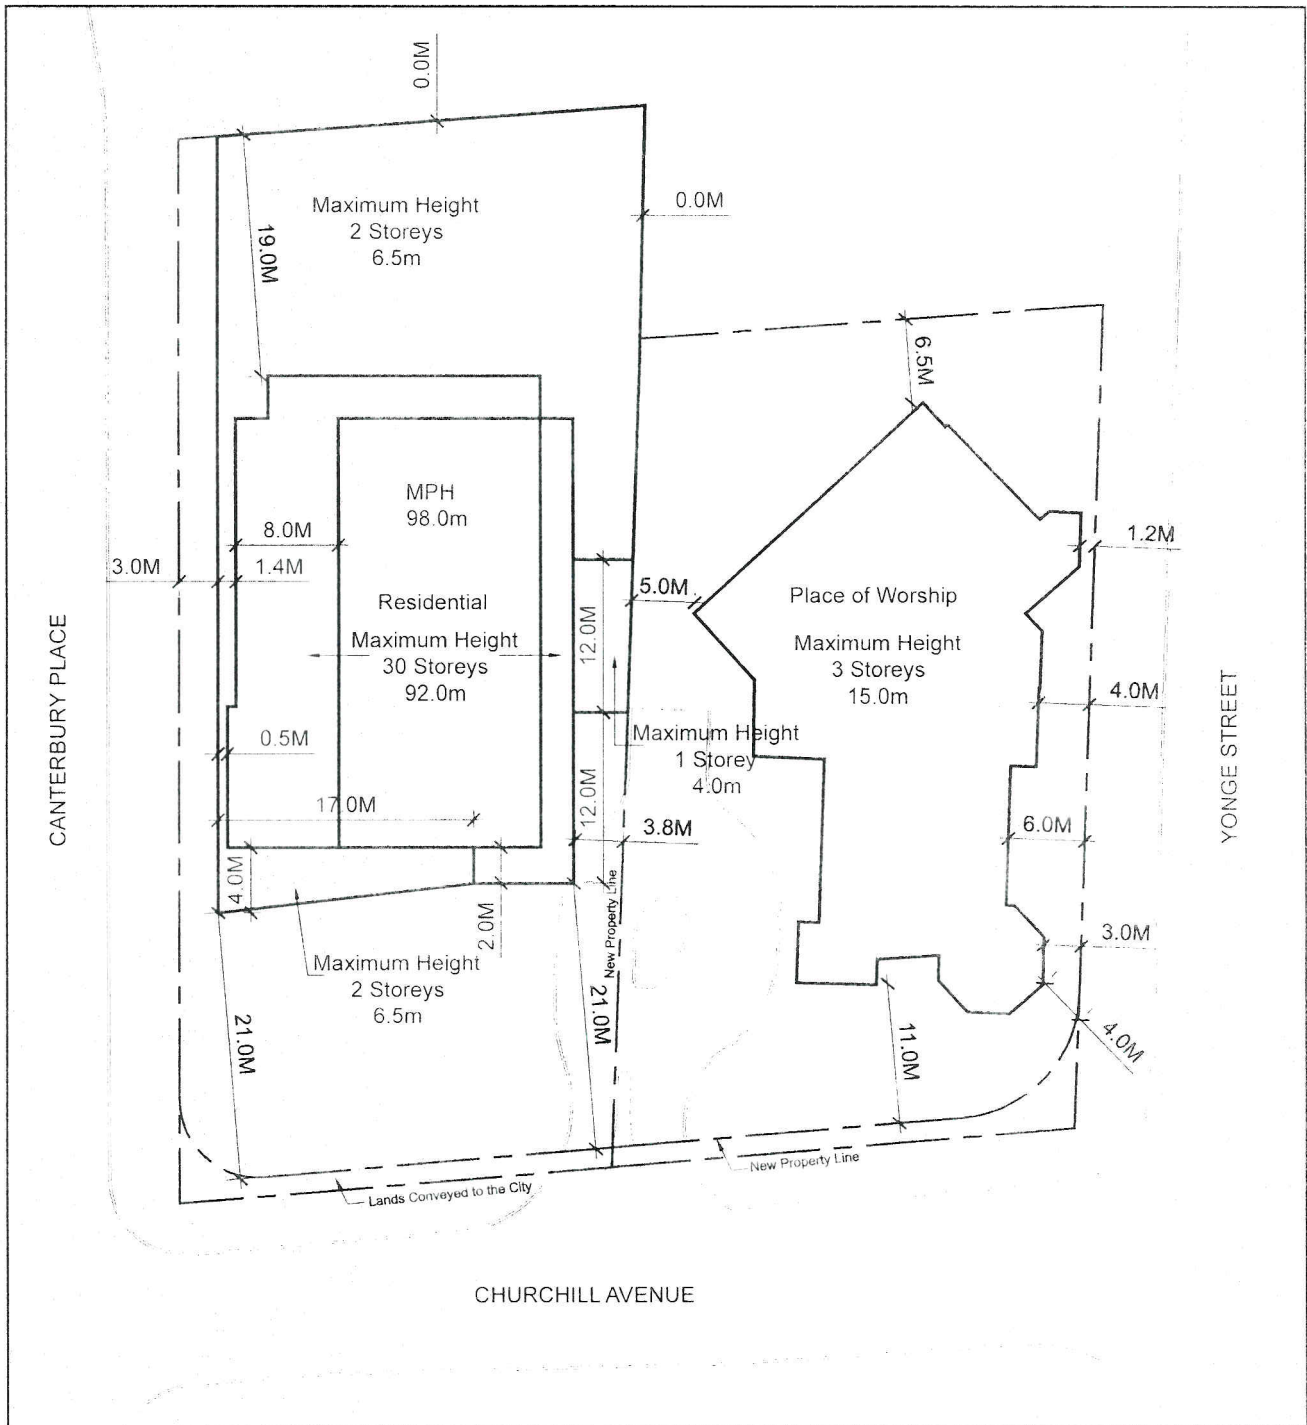 0.0M
Maximum Height
2 Storeys
6.5m
0.0M
19.0M
6.5M
MPH
98.0m
8.0M
1.2M
3.0M
1.4M
5.0M
12.0M
Residential
Maximum Height
30 Storeys
92.0m
Place of Worship
Maximum Height
3 Storeys
15.0m
4.0M
CANTERBURY PLACE
YONGE STREET
0.5M
Maximum Height
1 Storey
4.0m
17.0M
12.0M
3.8M
6.0M
4.0M
2.0M
New Property Line
3.0M
Maximum Height
2 Storeys
6.5m
21.0M
21.0M
11.0M
4.0M
New Property Line
Lands Conveyed to the City
CHURCHILL AVENUE